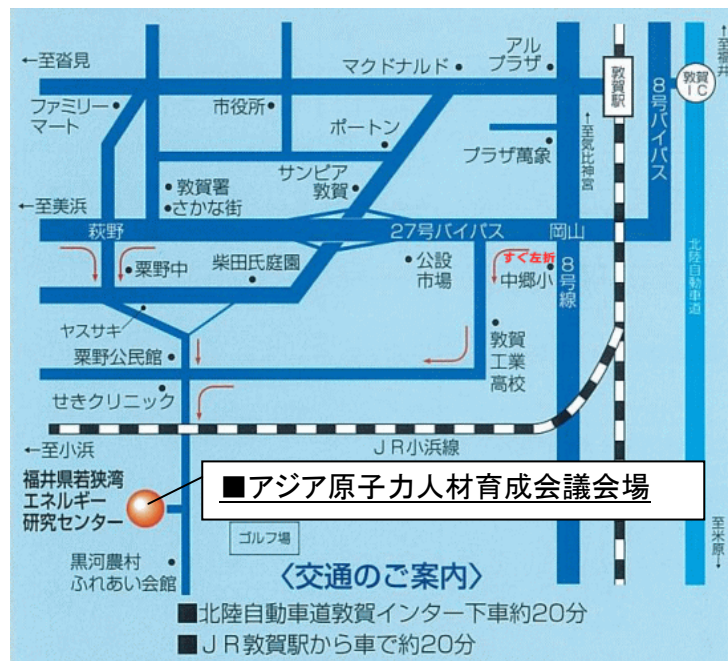 ←至沓見
マクドナルド
アル
プラザ
敦賀駅
8号バイパス
敦賀
IC
←至福井
ファミリー
マート
市役所
ポートン
サンピア
敦賀
プラザ萬象
←至気比神宮
敦賀署
さかな街
←至美浜
萩野
27号バイパス
岡山
北陸自動車道
粟野中
柴田氏庭園
公設
市場
すぐ左折
中郷小
8号線
ヤスサキ
粟野公民館
敦賀
工業
高校
せきクリニック
←至小浜
JR小浜線
福井県若狭湾
エネルギー
研究センター
■アジア原子力人材育成会議会場
至米原→
ゴルフ場
黒河農村
ふれあい会館
〈交通のご案内〉
■北陸自動車道敦賀インター下車約20分
■JR敦賀駅から車で約20分